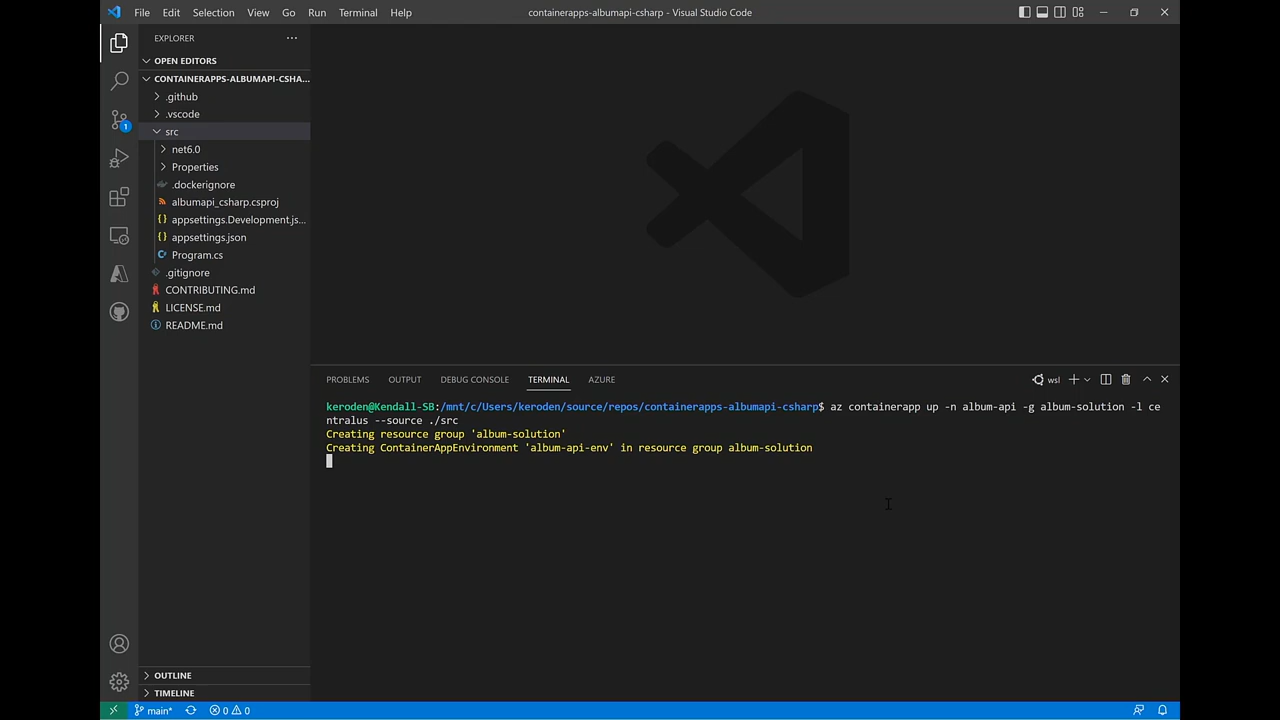 File Edit Selection View Go Run Terminal Help
containerapps-albumapi-csharp - Visual Studio Code
EXPLORER
OPEN EDITORS
CONTAINERAPPS-ALBUMAPI-CSHA...
.github
.vscode
src
net6.0
Properties
.dockerignore
albumapi_csharp.csproj
appsettings.Development.js...
appsettings.json
Program.cs
.gitignore
CONTRIBUTING.md
LICENSE.md
README.md
OUTLINE
TIMELINE
1
PROBLEMS OUTPUT DEBUG CONSOLE TERMINAL AZURE
wsl
keroden@Kendall-SB:/mnt/c/Users/keroden/source/repos/containerapps-albumapi-csharp$ az containerapp up -n album-api -g album-solution -l ce
ntralus --source ./src
Creating resource group 'album-solution'
Creating ContainerAppEnvironment 'album-api-env' in resource group album-solution
main* 0 0